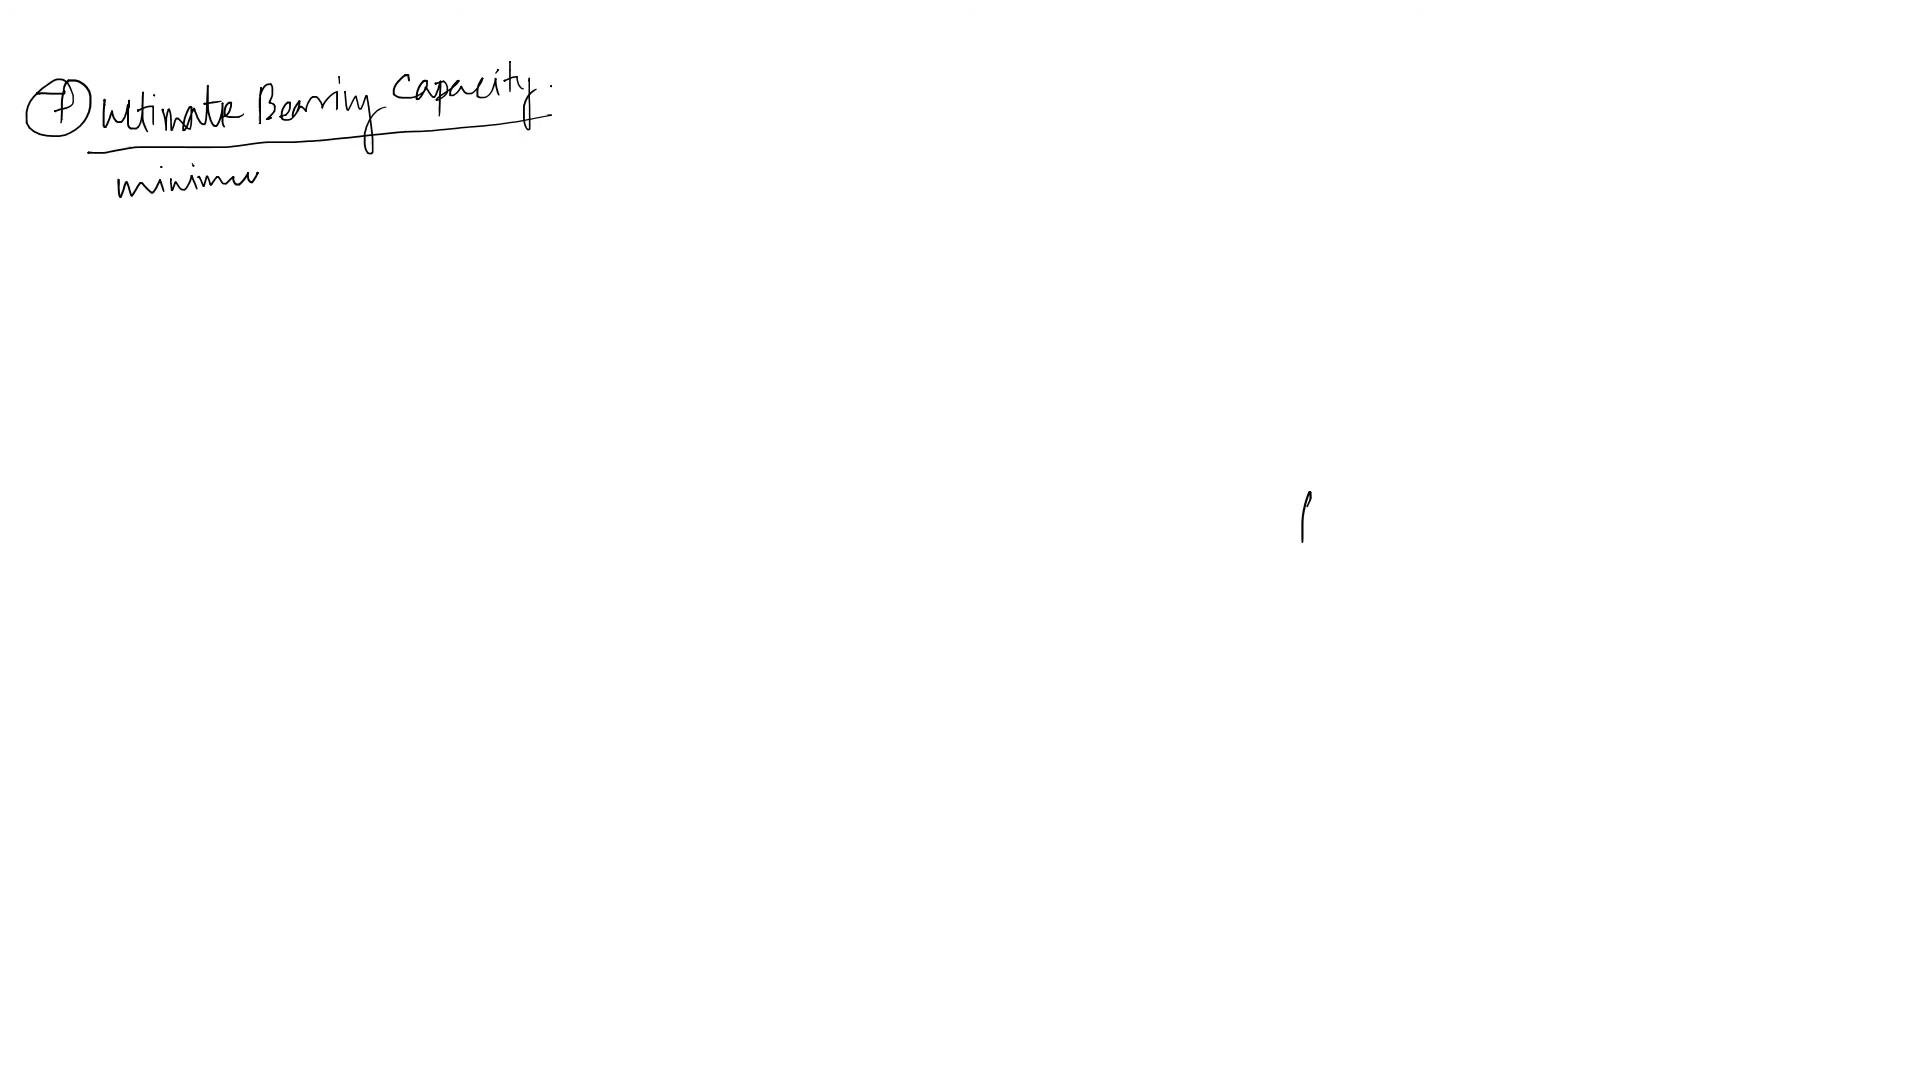 ⑦ Ultimate Bearing Capacity.
minimu